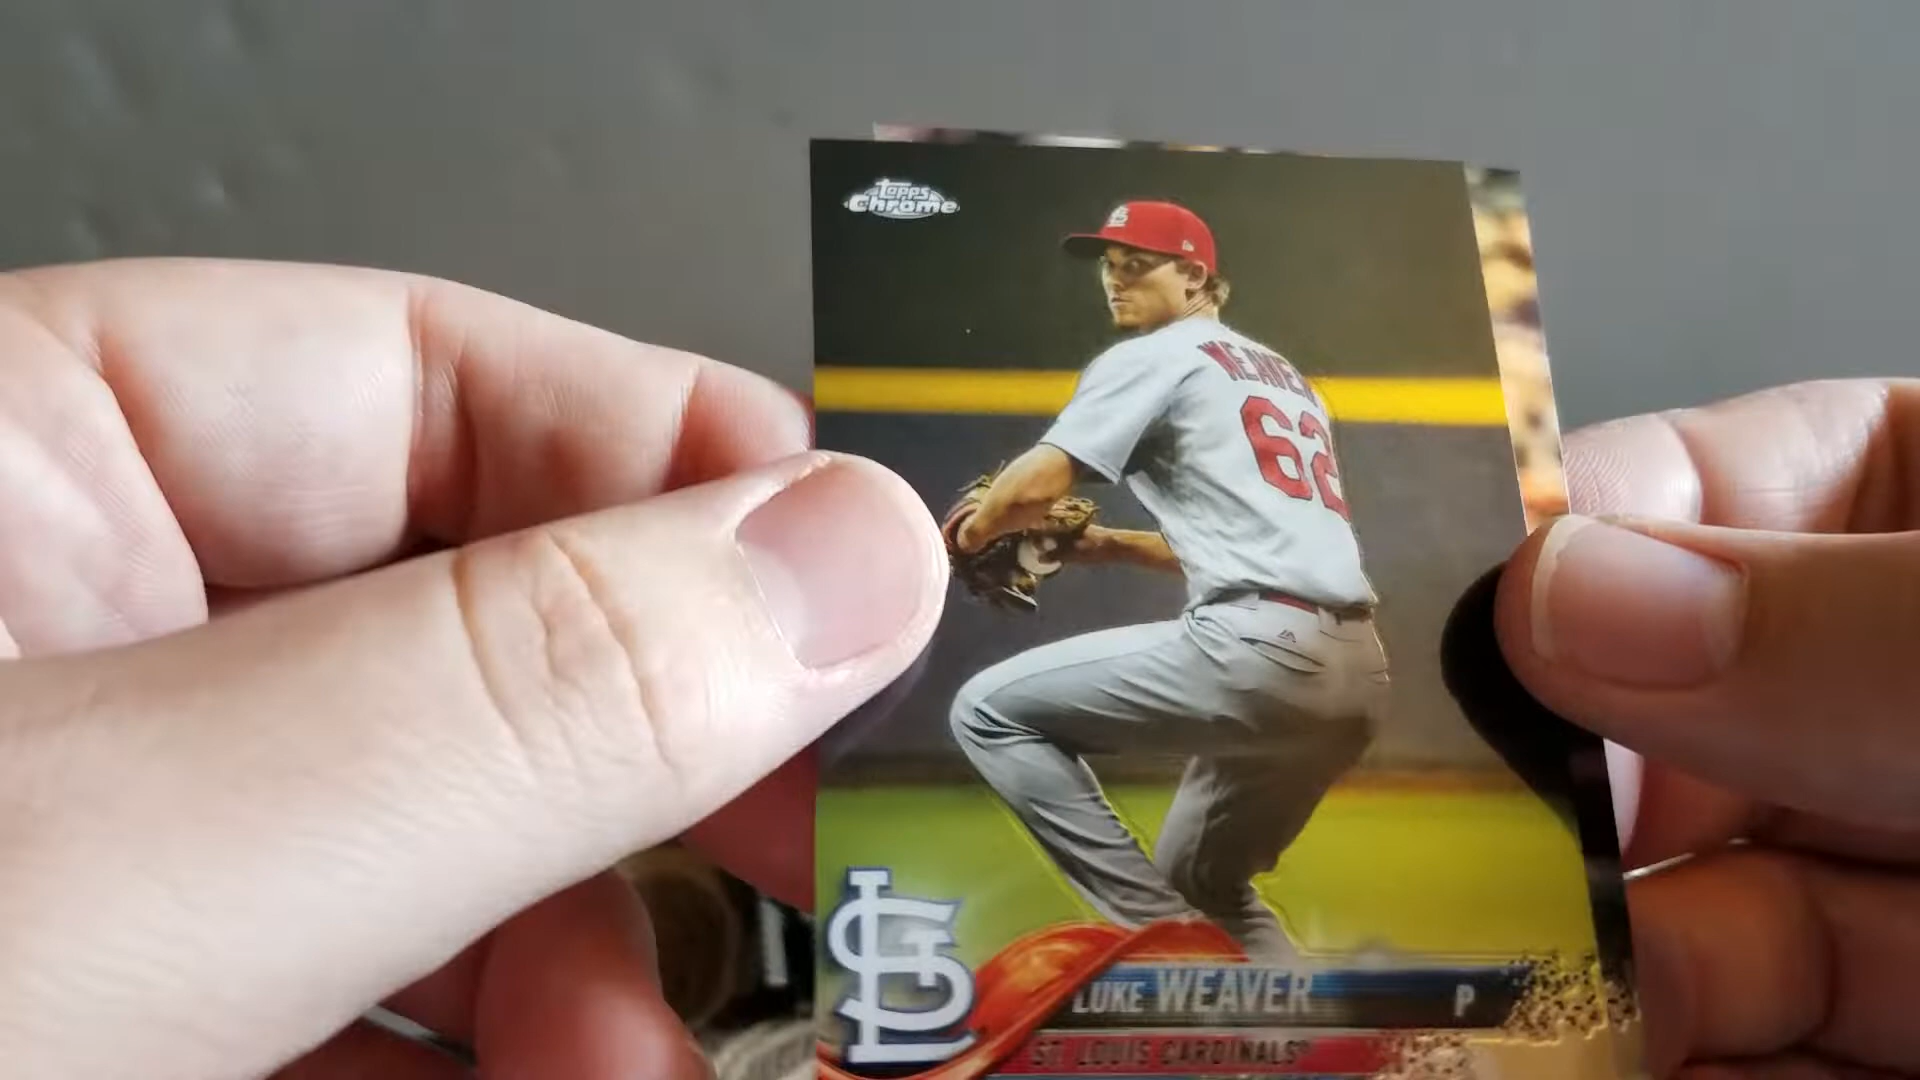 Topps
Chrome
WEAVER
62
LUKE WEAVER P
ST. LOUIS CARDINALS®